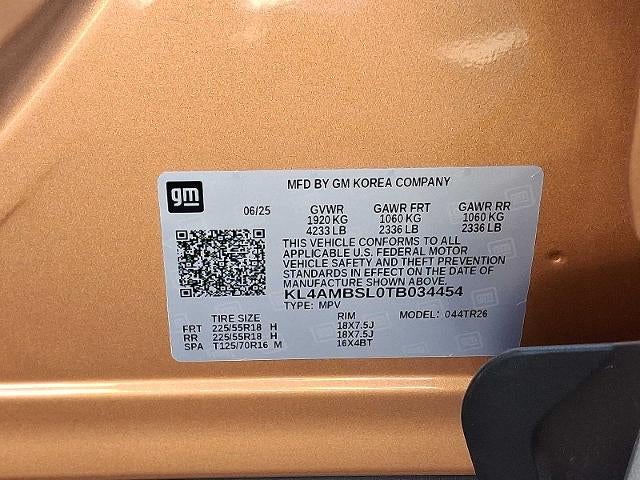 gm
MFD BY GM KOREA COMPANY
06/25 GVWR GAWR FRT GAWR RR
1920 KG 1060 KG 1060 KG
4233 LB 2336 LB 2336 LB
THIS VEHICLE CONFORMS TO ALL
APPLICABLE U.S. FEDERAL MOTOR
VEHICLE SAFETY AND THEFT PREVENTION
STANDARDS IN EFFECT ON THE DATE OF
MANUFACTURE SHOWN ABOVE.
KL4AMBSL0TB034454
TYPE: MPV MODEL: 044TR26
TIRE SIZE RIM
FRT 225/55R18 H 18X7.5J
RR 225/55R18 H 18X7.5J
SPA T125/70R16 M 16X4BT